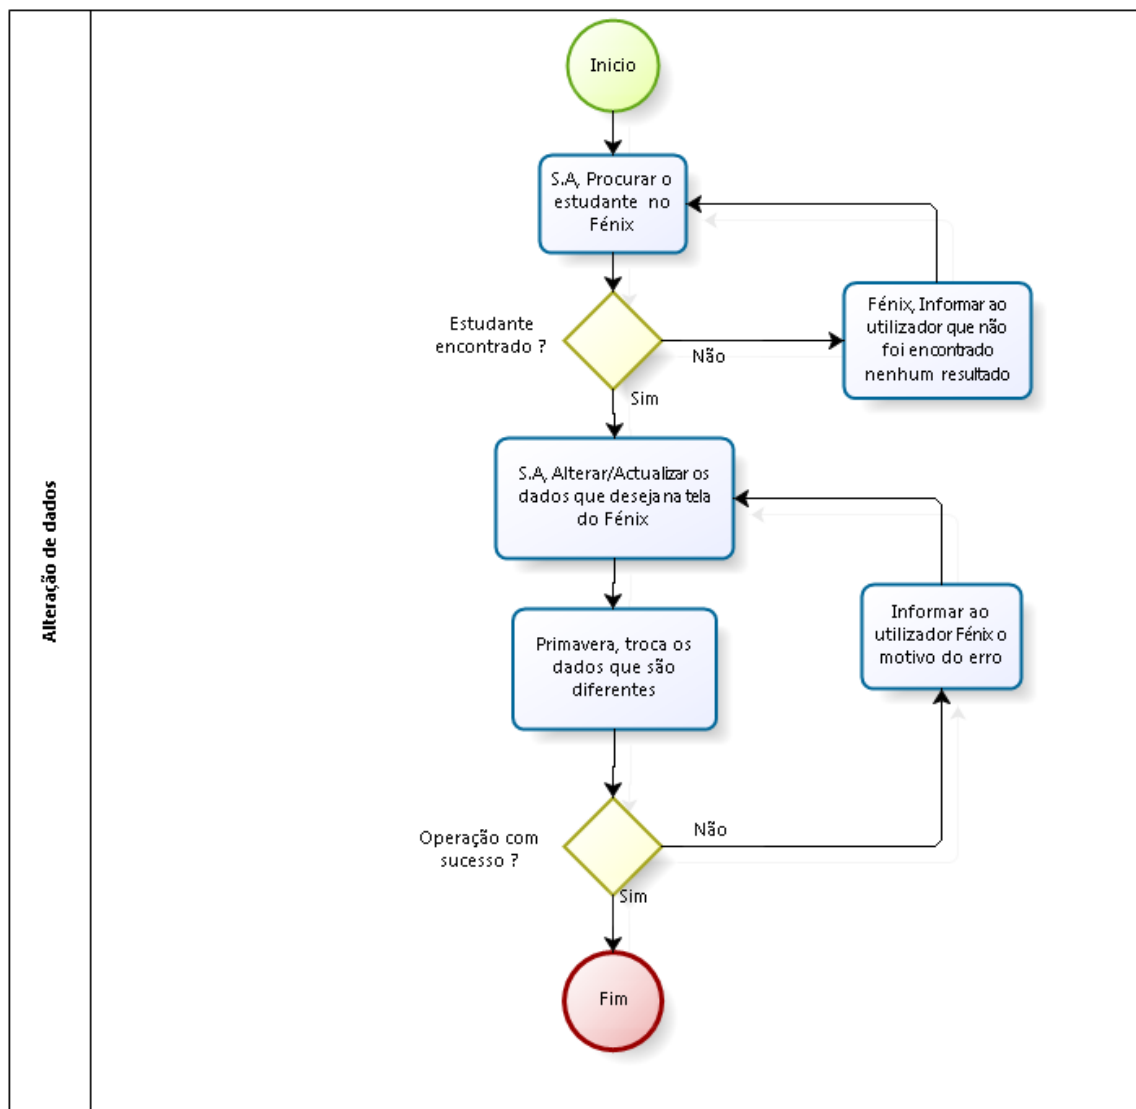 Alteração de dados
Inicio
S.A, Procurar o
estudante no
Fénix
Estudante
encontrado ?
Não
Fénix, Informar ao
utilizador que não
foi encontrado
nenhum resultado
Sim
S.A, Alterar/Actualizar os
dados que deseja na tela
do Fénix
Primavera, troca os
dados que são
diferentes
Informar ao
utilizador Fénix o
motivo do erro
Operação com
sucesso ?
Não
Sim
Fim